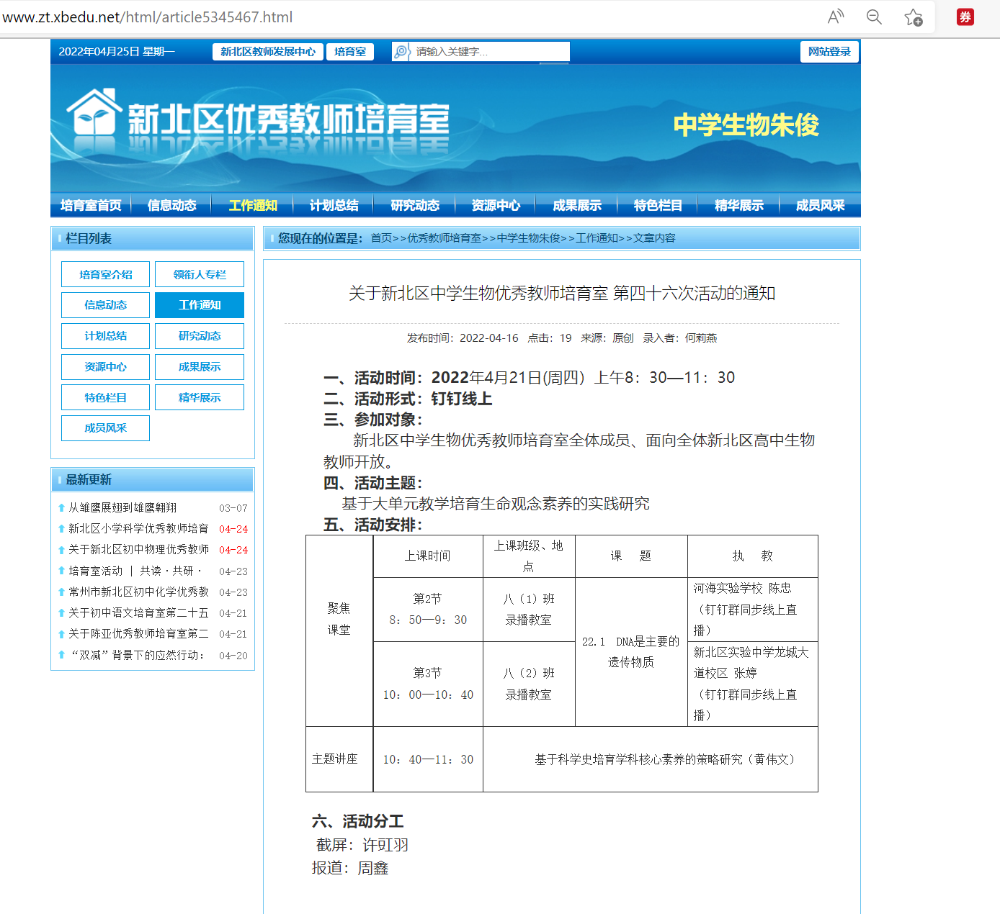 www.zt.xbedu.net/html/article5345467.html
券
2022年04月25日 星期一
新北区教师发展中心
培育室
请输入关键字...
网站登录
新北区优秀教师培育室
中学生物朱俊
培育室首页
信息动态
工作通知
计划总结
研究动态
资源中心
成果展示
特色栏目
精华展示
成员风采
栏目列表
培育室介绍
领衔人专栏
信息动态
工作通知
计划总结
研究动态
资源中心
成果展示
特色栏目
精华展示
成员风采
最新更新
从雏鹰展翅到雄鹰翱翔 03-07
新北区小学科学优秀教师培育 04-24
关于新北区初中物理优秀教师 04-24
培育室活动 | 共读·共研· 04-23
常州市新北区初中化学优秀教 04-23
关于初中语文培育室第二十五 04-21
关于陈亚优秀教师培育室第二 04-21
“双减”背景下的应然行动： 04-20
您现在的位置是： 首页>>优秀教师培育室>>中学生物朱俊>>工作通知>>文章内容
关于新北区中学生物优秀教师培育室 第四十六次活动的通知
发布时间：2022-04-16 点击：19 来源：原创 录入者：何莉燕
一、活动时间：2022年4月21日(周四）上午8：30—11：30
二、活动形式：钉钉线上
三、参加对象：
新北区中学生物优秀教师培育室全体成员、面向全体新北区高中生物
教师开放。
四、活动主题：
基于大单元教学培育生命观念素养的实践研究
五、活动安排：
上课时间
上课班级、地
点
课 题
执 教
聚焦
课堂
第2节
8：50—9：30
八（1）班
录播教室
22.1 DNA是主要的
遗传物质
河海实验学校 陈忠
（钉钉群同步线上直
播）
第3节
10：00—10：40
八（2）班
录播教室
新北区实验中学龙城大
道校区 张婷
（钉钉群同步线上直
播）
主题讲座
10：40—11：30
基于科学史培育学科核心素养的策略研究（黄伟文）
六、活动分工
截屏：许豇羽
报道：周鑫